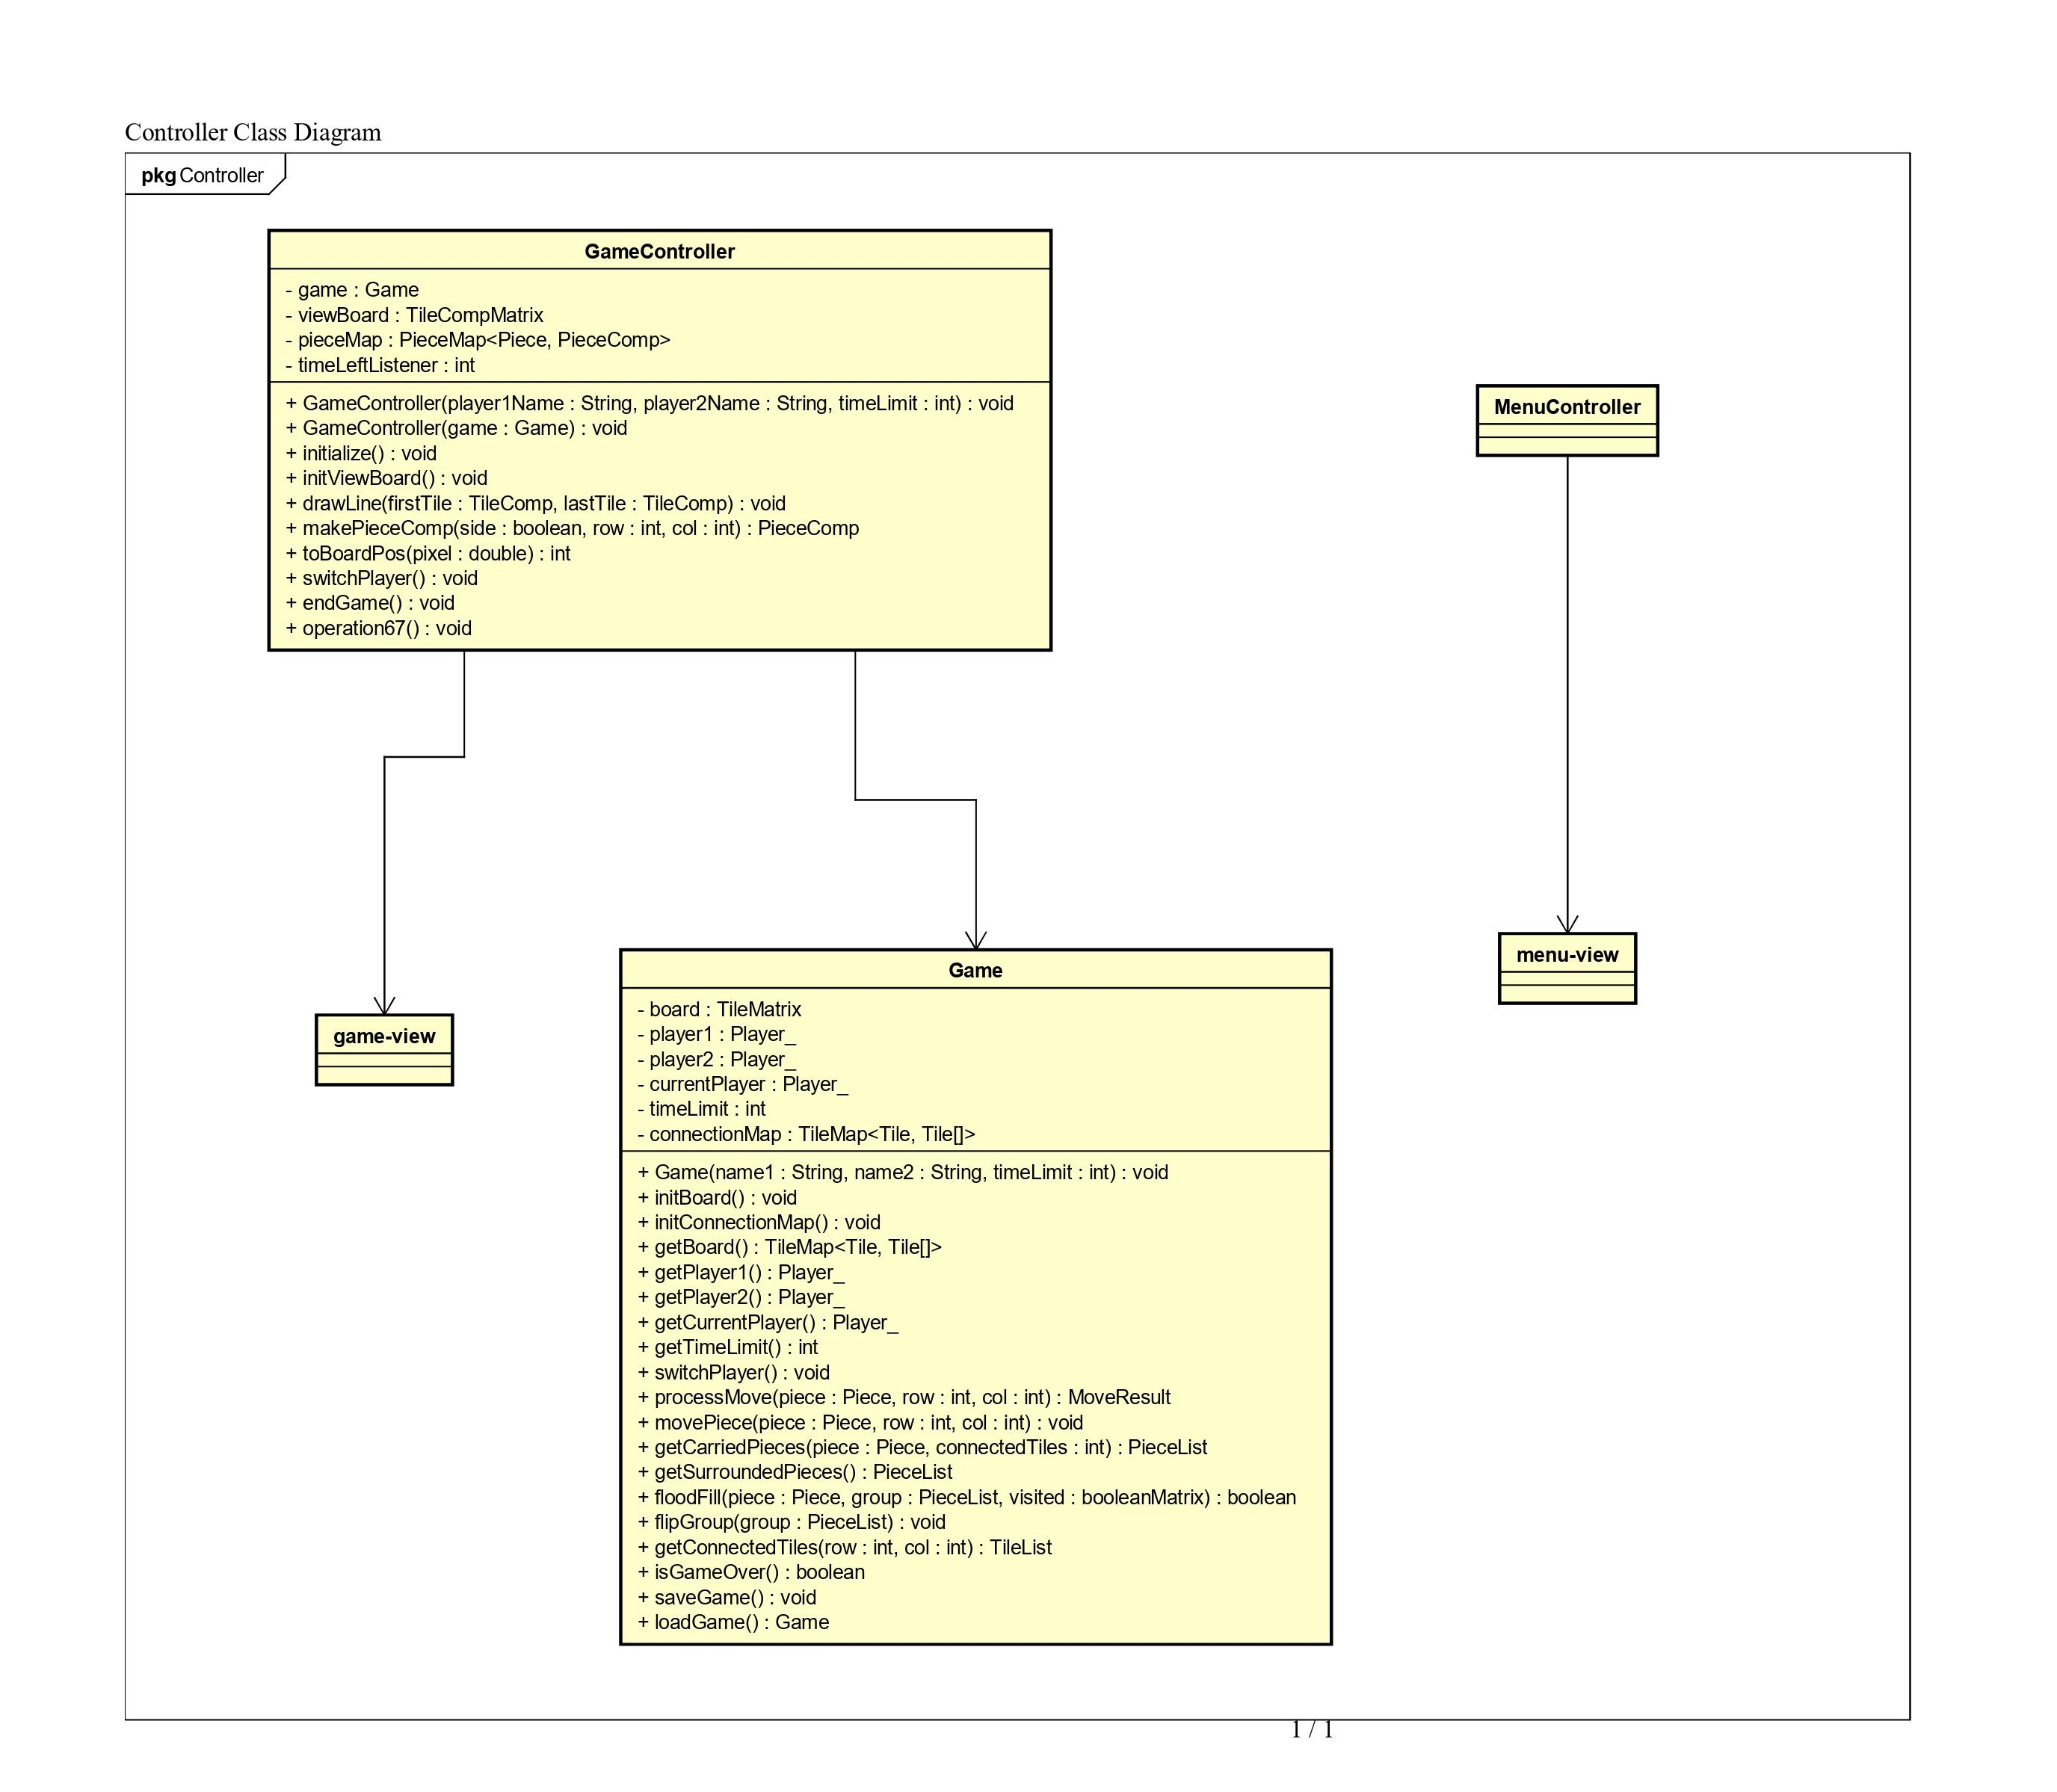 Controller Class Diagram
pkg Controller
GameController
- game : Game
- viewBoard : TileCompMatrix
- pieceMap : PieceMap<Piece, PieceComp>
- timeLeftListener : int
+ GameController(player1Name : String, player2Name : String, timeLimit : int) : void
+ GameController(game : Game) : void
+ initialize() : void
+ initViewBoard() : void
+ drawLine(firstTile : TileComp, lastTile : TileComp) : void
+ makePieceComp(side : boolean, row : int, col : int) : PieceComp
+ toBoardPos(pixel : double) : int
+ switchPlayer() : void
+ endGame() : void
+ operation67() : void
MenuController
menu-view
game-view
Game
- board : TileMatrix
- player1 : Player_
- player2 : Player_
- currentPlayer : Player_
- timeLimit : int
- connectionMap : TileMap<Tile, Tile[]>
+ Game(name1 : String, name2 : String, timeLimit : int) : void
+ initBoard() : void
+ initConnectionMap() : void
+ getBoard() : TileMap<Tile, Tile[]>
+ getPlayer1() : Player_
+ getPlayer2() : Player_
+ getCurrentPlayer() : Player_
+ getTimeLimit() : int
+ switchPlayer() : void
+ processMove(piece : Piece, row : int, col : int) : MoveResult
+ movePiece(piece : Piece, row : int, col : int) : void
+ getCarriedPieces(piece : Piece, connectedTiles : int) : PieceList
+ getSurroundedPieces() : PieceList
+ floodFill(piece : Piece, group : PieceList, visited : booleanMatrix) : boolean
+ flipGroup(group : PieceList) : void
+ getConnectedTiles(row : int, col : int) : TileList
+ isGameOver() : boolean
+ saveGame() : void
+ loadGame() : Game
1 / 1